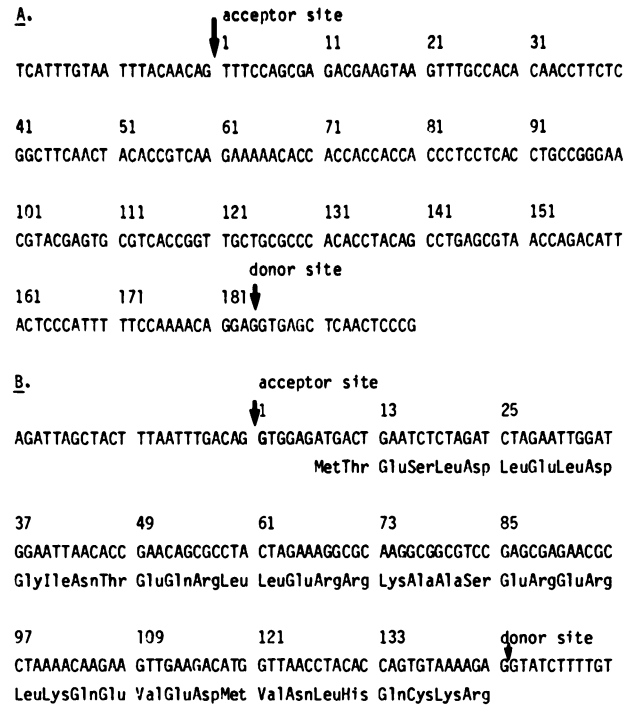 A. acceptor site
1 11 21 31
TCATTTGTAA TTTACAACAG TTTCCAGCGA GACGAAGTAA GTTTGCCACA CAACCTTCTC
41 51 61 71 81 91
GGCTTCAACT ACACCGTCAA GAAAAACACC ACCACCACCA CCCTCCTCAC CTGCCGGGAA
101 111 121 131 141 151
CGTACGAGTG CGTCACCGGT TGCTGCGCCC ACACCTACAG CCTGAGCGTA ACCAGACATT
donor site
161 171 181
ACTCCCATTT TTCCAAAACA GGAGGTGAGC TCAACTCCCG
B. acceptor site
1 13 25
AGATTAGCTACT TTAATTTGACAG GTGGAGATGACT GAATCTCTAGAT CTAGAATTGGAT
MetThr GluSerLeuAsp LeuGluLeuAsp
37 49 61 73 85
GGAATTAACACC GAACAGCGCCTA CTAGAAAGGCGC AAGGCGGCGTCC GAGCGAGAACGC
GlyIleAsnThr GluGlnArgLeu LeuGluArgArg LysAlaAlaSer GluArgGluArg
97 109 121 133 donor site
CTAAAACAAGAA GTTGAAGACATG GTTAACCTACAC CAGTGTAAAAGA GGTATCTTTTGT
LeuLysGlnGlu ValGluAspMet ValAsnLeuHis GlnCysLysArg